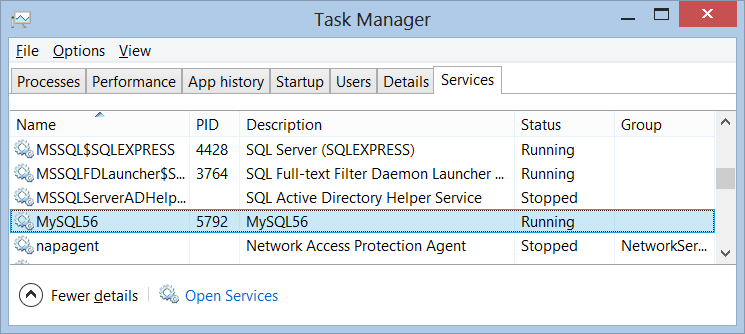 Task Manager
File Options View
Processes Performance App history Startup Users Details Services
Name PID Description Status Group
MSSQL$SQLEXPRESS 4428 SQL Server (SQLEXPRESS) Running
MSSQLFDLauncher$S... 3764 SQL Full-text Filter Daemon Launcher ... Running
MSSQLServerADHelp... SQL Active Directory Helper Service Stopped
MySQL56 5792 MySQL56 Running
napagent Network Access Protection Agent Stopped NetworkSer...
Fewer details Open Services